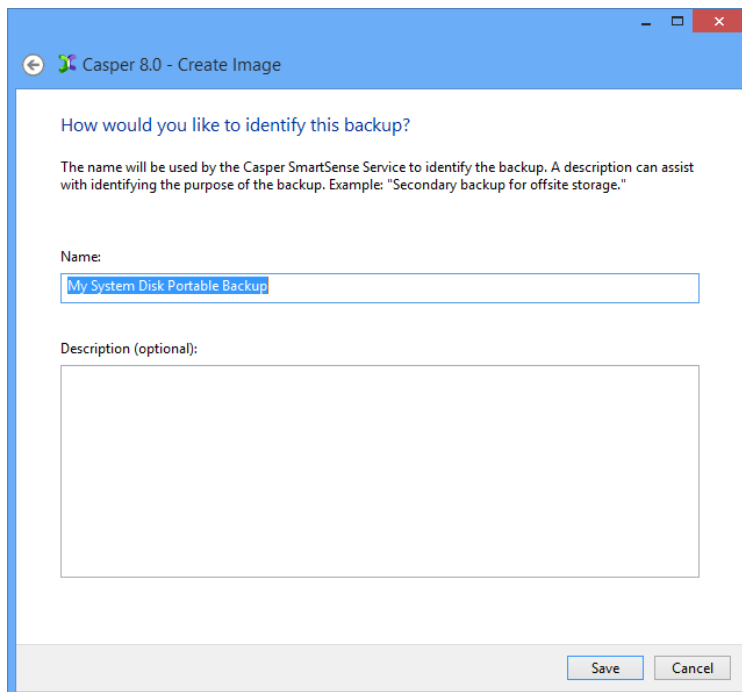 Casper 8.0 - Create Image
How would you like to identify this backup?
The name will be used by the Casper SmartSense Service to identify the backup. A description can assist
with identifying the purpose of the backup. Example: "Secondary backup for offsite storage."
Name:
My System Disk Portable Backup
Description (optional):
Save Cancel